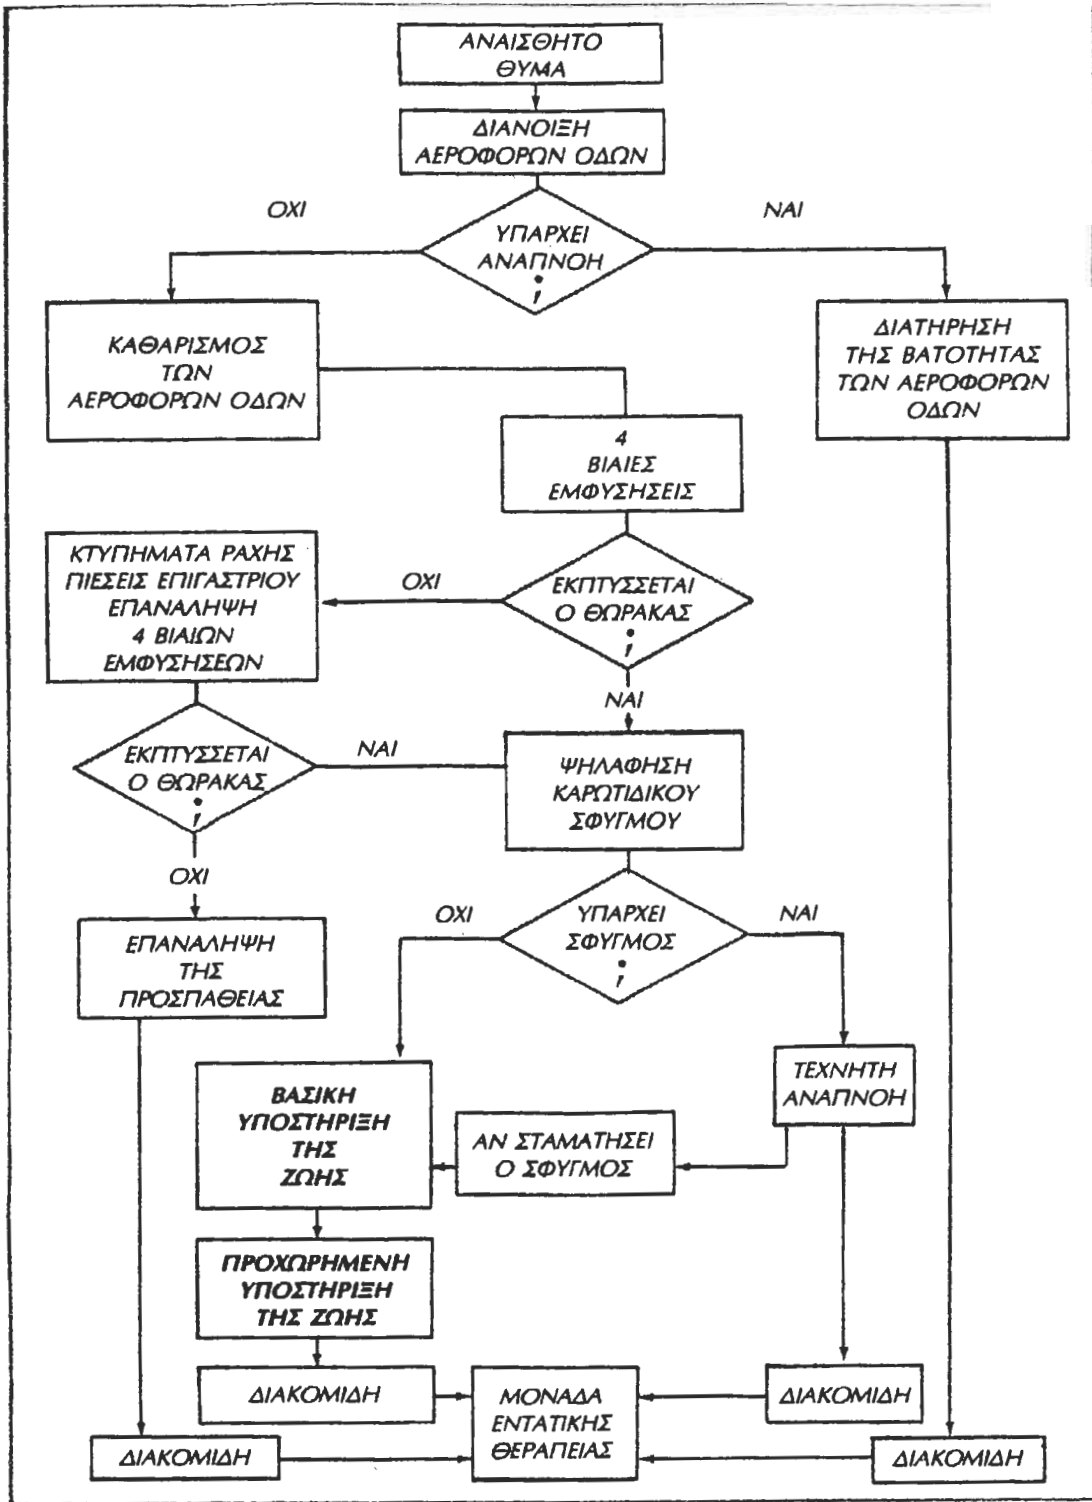 ΑΝΑΙΣΘΗΤΟ
ΘΥΜΑ
ΔΙΑΝΟΙΞΗ
ΑΕΡΟΦΟΡΩΝ ΟΔΩΝ
ΟΧΙ
ΝΑΙ
ΥΠΑΡΧΕΙ
ΑΝΑΠΝΟΗ
;
ΚΑΘΑΡΙΣΜΟΣ
ΤΩΝ
ΑΕΡΟΦΟΡΩΝ ΟΔΩΝ
ΔΙΑΤΗΡΗΣΗ
ΤΗΣ ΒΑΤΟΤΗΤΑΣ
ΤΩΝ ΑΕΡΟΦΟΡΩΝ
ΟΔΩΝ
4
ΒΙΑΙΕΣ
ΕΜΦΥΣΗΣΕΙΣ
ΚΤΥΠΗΜΑΤΑ ΡΑΧΗΣ
ΠΙΕΣΕΙΣ ΕΠΙΓΑΣΤΡΙΟΥ
ΕΠΑΝΑΛΗΨΗ
4 ΒΙΑΙΩΝ
ΕΜΦΥΣΗΣΕΩΝ
ΟΧΙ
ΕΚΠΤΥΣΣΕΤΑΙ
Ο ΘΩΡΑΚΑΣ
;
ΝΑΙ
ΕΚΠΤΥΣΣΕΤΑΙ
Ο ΘΩΡΑΚΑΣ
;
ΝΑΙ
ΨΗΛΑΦΗΣΗ
ΚΑΡΩΤΙΔΙΚΟΥ
ΣΦΥΓΜΟΥ
ΟΧΙ
ΕΠΑΝΑΛΗΨΗ
ΤΗΣ
ΠΡΟΣΠΑΘΕΙΑΣ
ΟΧΙ
ΥΠΑΡΧΕΙ
ΣΦΥΓΜΟΣ
;
ΝΑΙ
ΤΕΧΝΗΤΗ
ΑΝΑΠΝΟΗ
ΒΑΣΙΚΗ
ΥΠΟΣΤΗΡΙΞΗ
ΤΗΣ
ΖΩΗΣ
ΑΝ ΣΤΑΜΑΤΗΣΕΙ
Ο ΣΦΥΓΜΟΣ
ΠΡΟΧΩΡΗΜΕΝΗ
ΥΠΟΣΤΗΡΙΞΗ
ΤΗΣ ΖΩΗΣ
ΔΙΑΚΟΜΙΔΗ
ΜΟΝΑΔΑ
ΕΝΤΑΤΙΚΗΣ
ΘΕΡΑΠΕΙΑΣ
ΔΙΑΚΟΜΙΔΗ
ΔΙΑΚΟΜΙΔΗ
ΔΙΑΚΟΜΙΔΗ